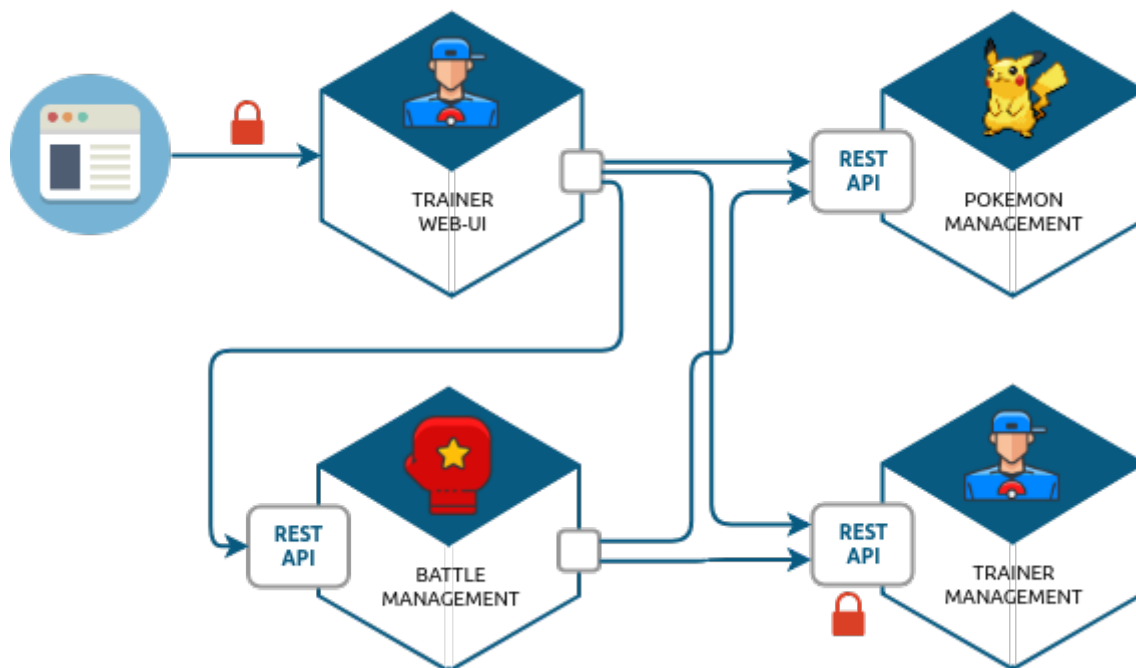 TRAINER
WEB-UI
REST
API
POKEMON
MANAGEMENT
REST
API
BATTLE
MANAGEMENT
REST
API
TRAINER
MANAGEMENT